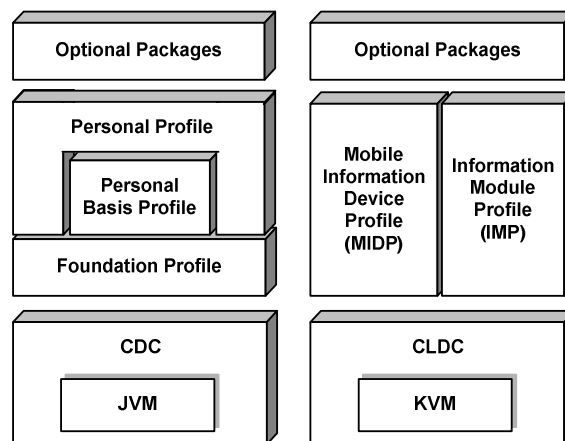 Optional Packages
Personal Profile
Personal
Basis Profile
Foundation Profile
CDC
JVM
Optional Packages
Mobile
Information
Device
Profile
(MIDP)
Information
Module
Profile
(IMP)
CLDC
KVM